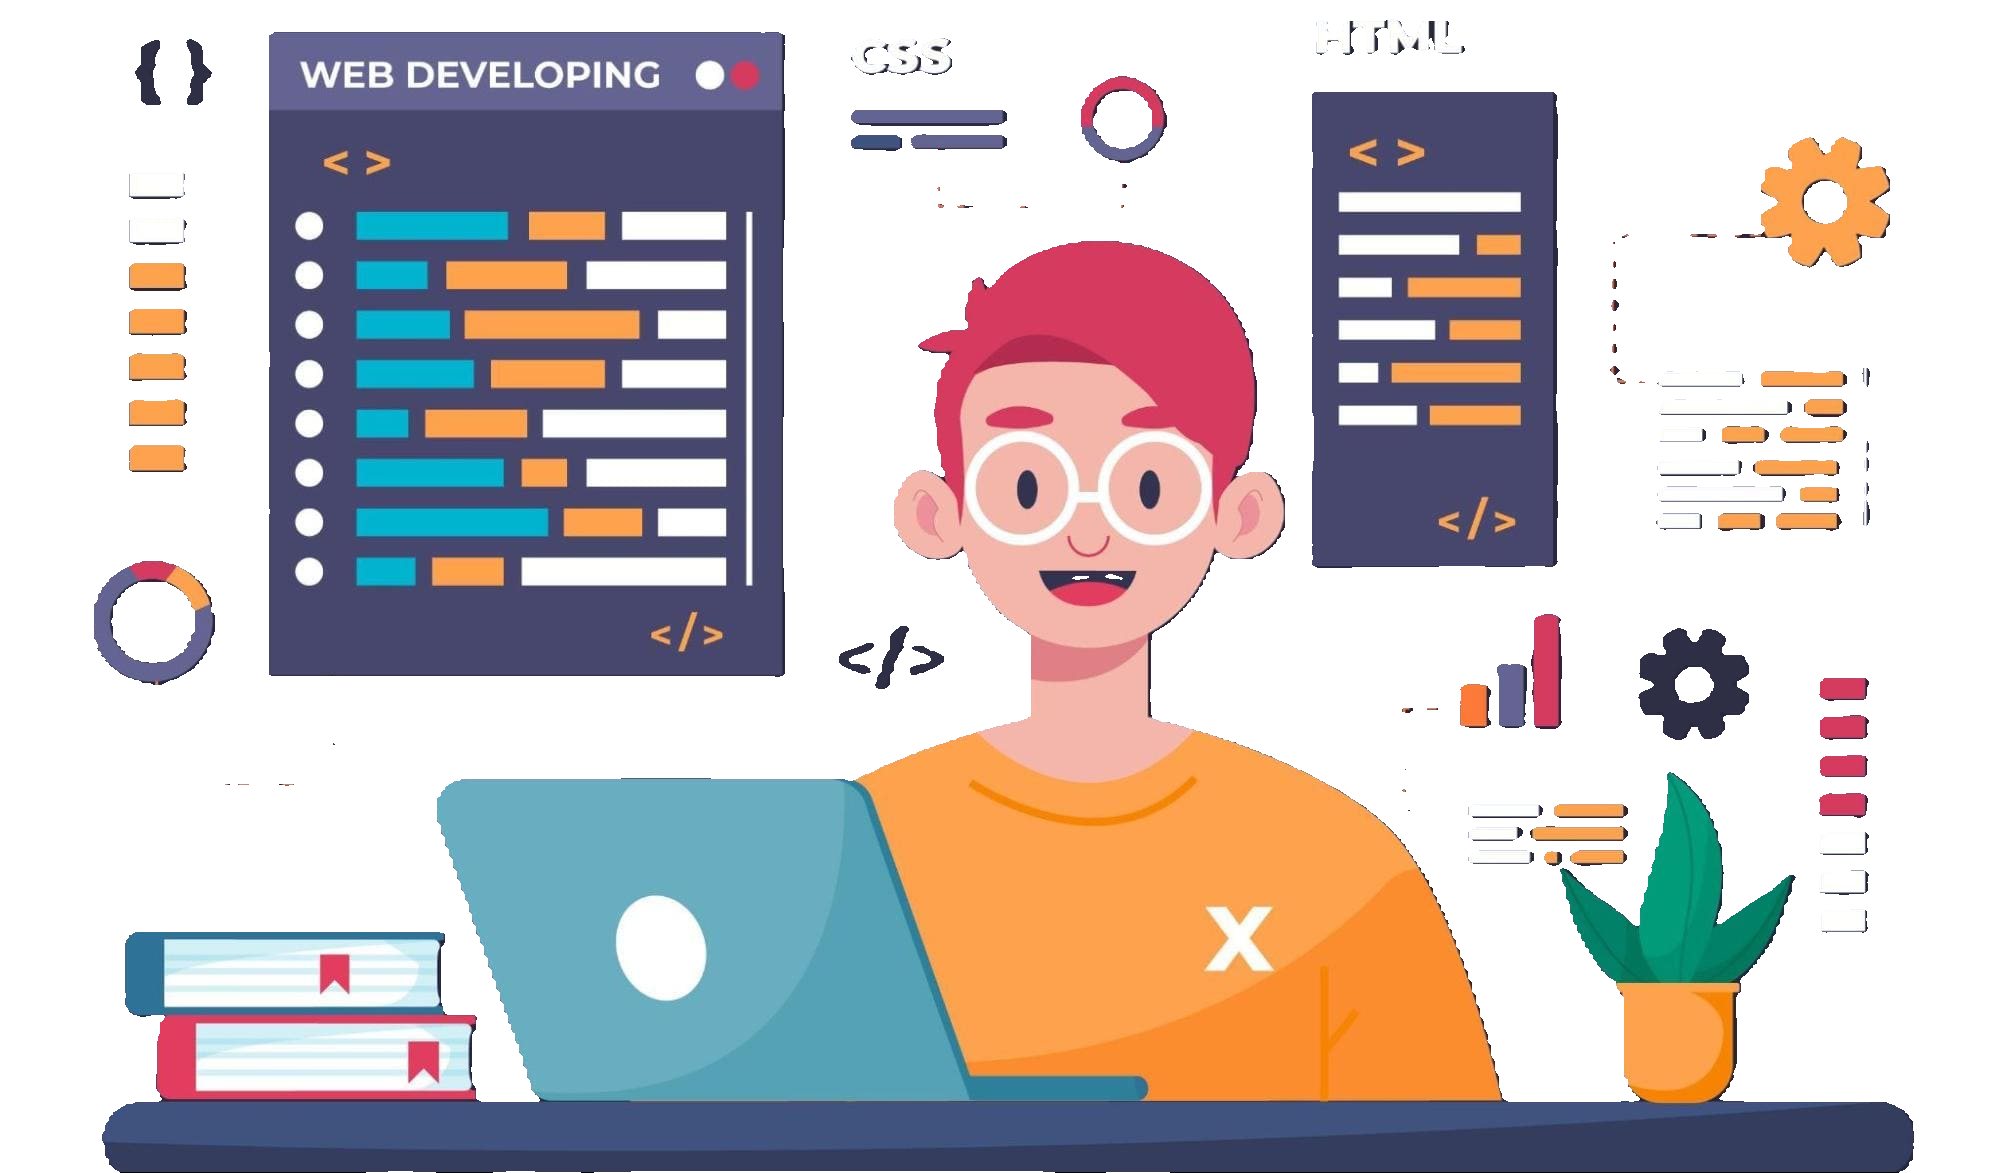 { }
WEB DEVELOPING
CSS
HTML
< >
< >
</>
</>
</>
X